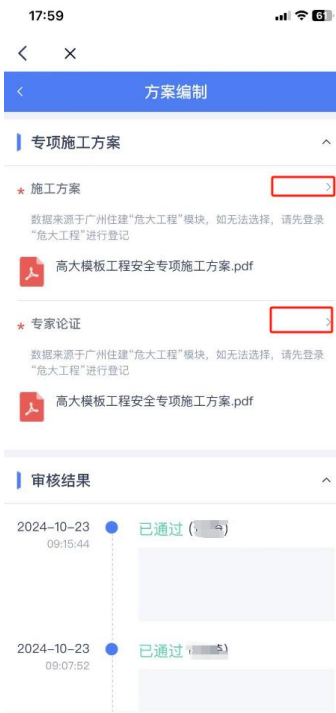 17:59
61
方案编制
专项施工方案
* 施工方案
数据来源于广州住建“危大工程”模块，如无法选择，请先登录
“危大工程”进行登记
高大模板工程安全专项施工方案.pdf
* 专家论证
数据来源于广州住建“危大工程”模块，如无法选择，请先登录
“危大工程”进行登记
高大模板工程安全专项施工方案.pdf
审核结果
2024-10-23 已通过
09:15:44
2024-10-23 已通过
09:07:52